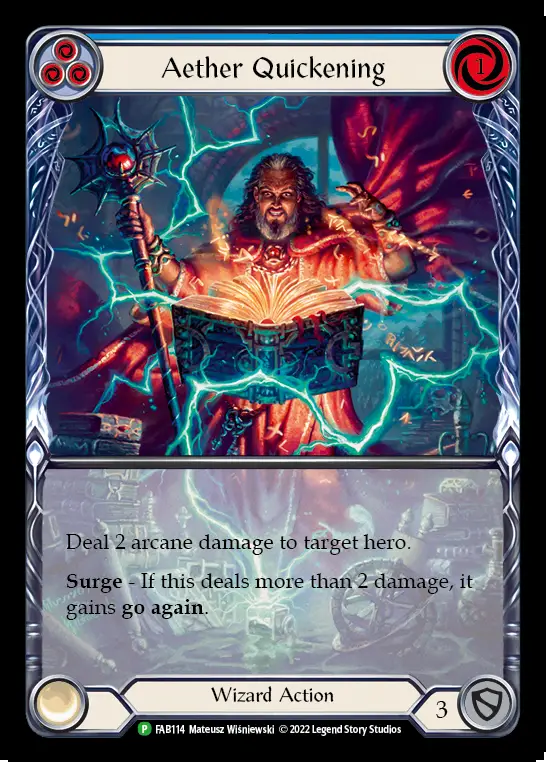 Aether Quickening
1
Deal 2 arcane damage to target hero.
Surge - If this deals more than 2 damage, it
gains go again.
Wizard Action
3
P FAB114 Mateusz Wiśniewski © 2022 Legend Story Studios